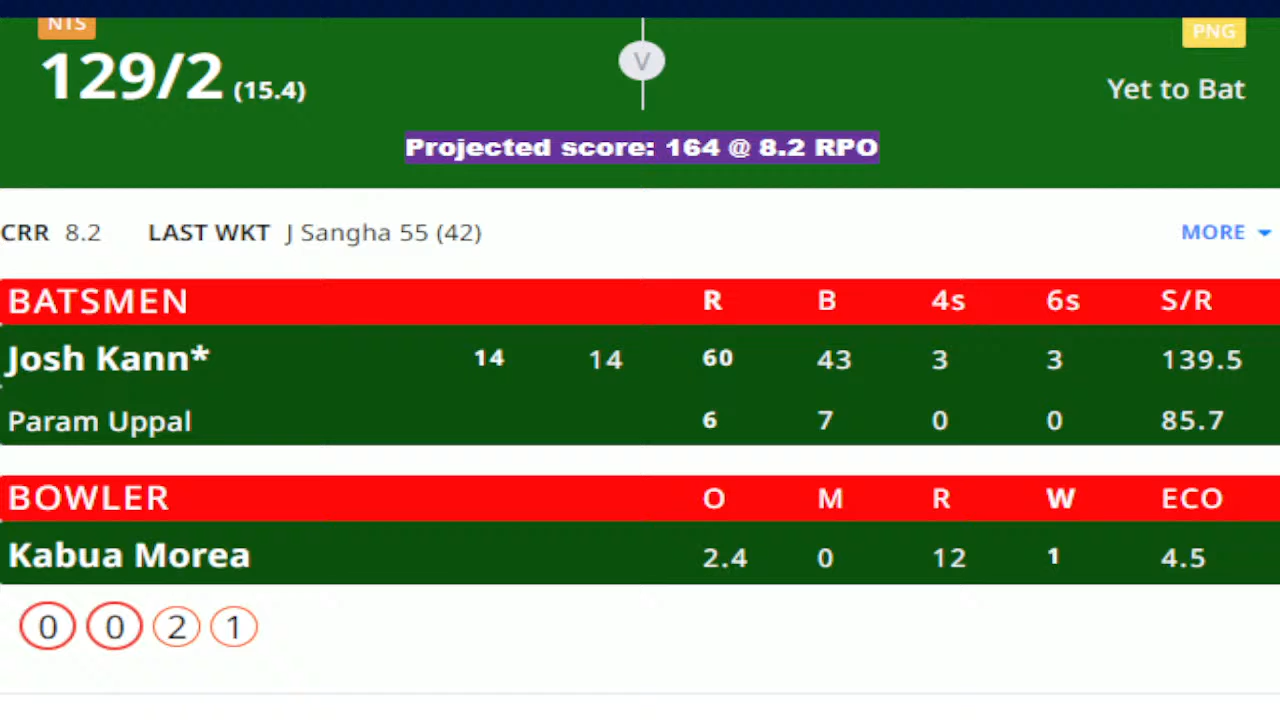 NTS PNG
129/2 (15.4) V Yet to Bat
Projected score: 164 @ 8.2 RPO
CRR 8.2 LAST WKT J Sangha 55 (42) MORE
BATSMEN R B 4s 6s S/R
Josh Kann* 14 14 60 43 3 3 139.5
Param Uppal 6 7 0 0 85.7
BOWLER O M R W ECO
Kabua Morea 2.4 0 12 1 4.5
0 0 2 1